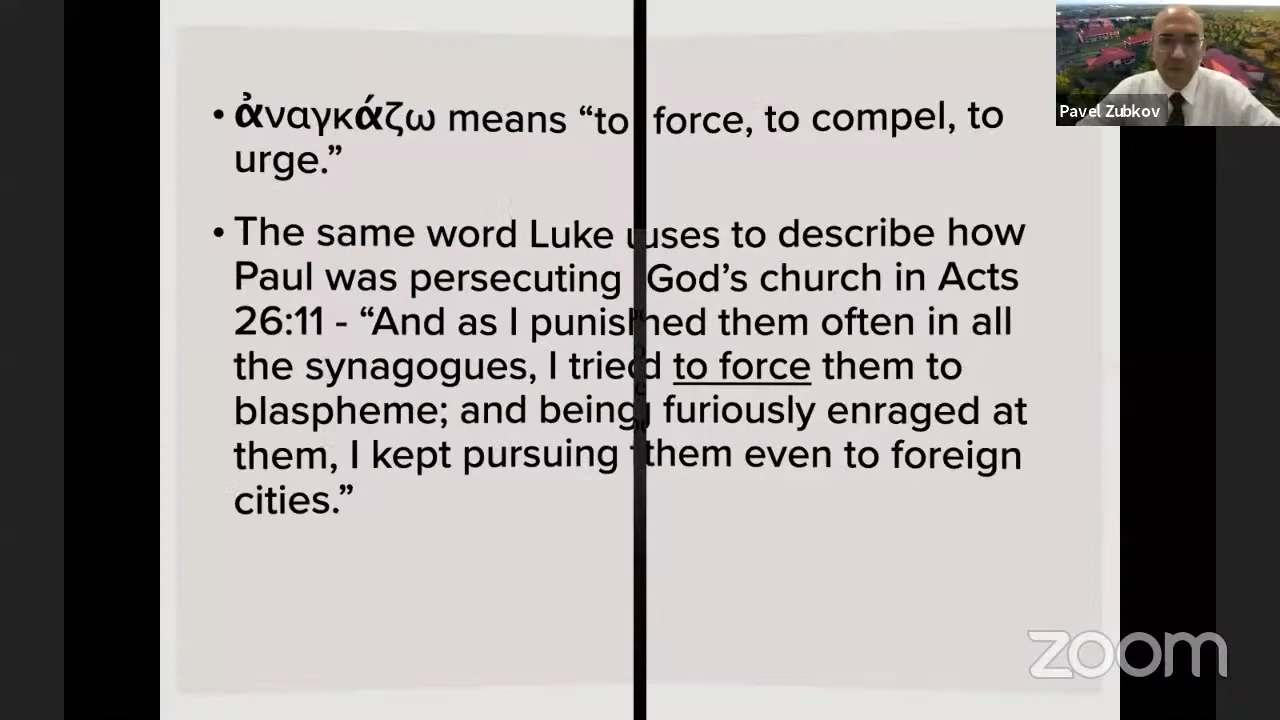 Pavel Zubkov
• ἀναγκάζω means “to force, to compel, to
urge.”
• The same word Luke uses to describe how
Paul was persecuting God’s church in Acts
26:11 - “And as I punished them often in all
the synagogues, I tried to force them to
blaspheme; and being furiously enraged at
them, I kept pursuing them even to foreign
cities.”
zoom